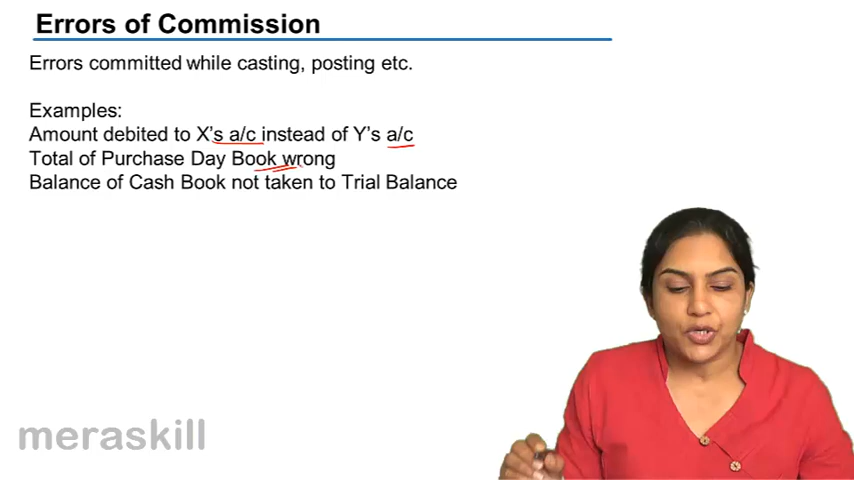 Errors of Commission
Errors committed while casting, posting etc.
Examples:
Amount debited to X's a/c instead of Y's a/c
Total of Purchase Day Book wrong
Balance of Cash Book not taken to Trial Balance
meraskill